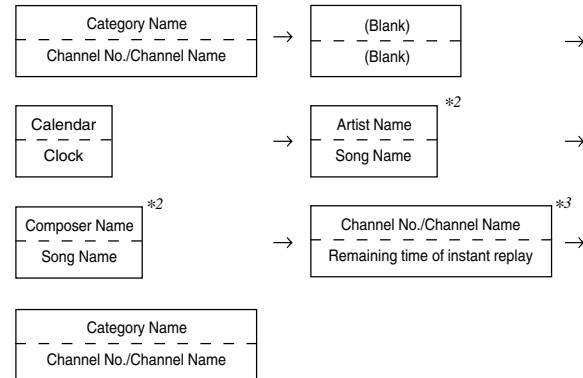 Category Name
Channel No./Channel Name
→
(Blank)
(Blank)
→
Calendar
Clock
→
Artist Name
Song Name
*2
→
Composer Name
Song Name
*2
→
Channel No./Channel Name
Remaining time of instant replay
*3
→
Category Name
Channel No./Channel Name